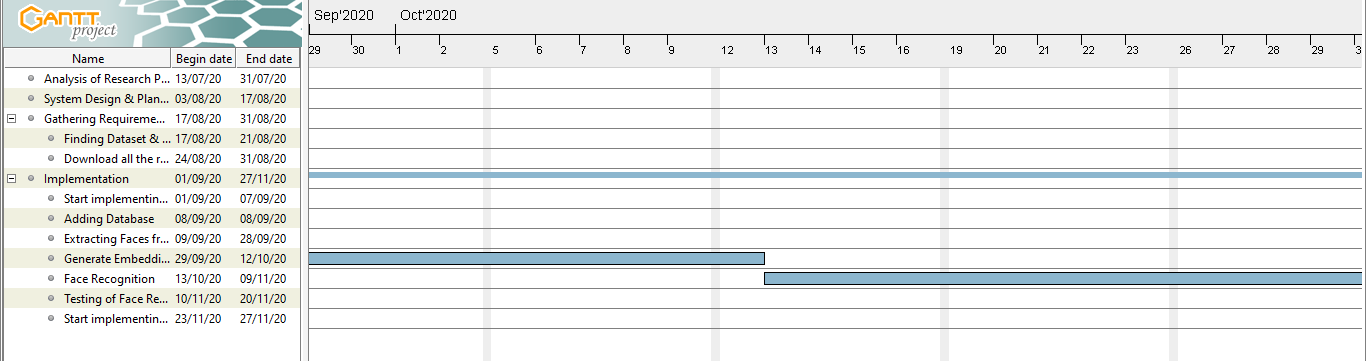 GANTT
project
Sep'2020 Oct'2020
29 30 1 2 5 6 7 8 9 12 13 14 15 16 19 20 21 22 23 26 27 28 29 3
Name Begin date End date
Analysis of Research P... 13/07/20 31/07/20
System Design & Plan... 03/08/20 17/08/20
Gathering Requireme... 17/08/20 31/08/20
Finding Dataset & ... 17/08/20 21/08/20
Download all the r... 24/08/20 31/08/20
Implementation 01/09/20 27/11/20
Start implementin... 01/09/20 07/09/20
Adding Database 08/09/20 08/09/20
Extracting Faces fr... 09/09/20 28/09/20
Generate Embeddi... 29/09/20 12/10/20
Face Recognition 13/10/20 09/11/20
Testing of Face Re... 10/11/20 20/11/20
Start implementin... 23/11/20 27/11/20